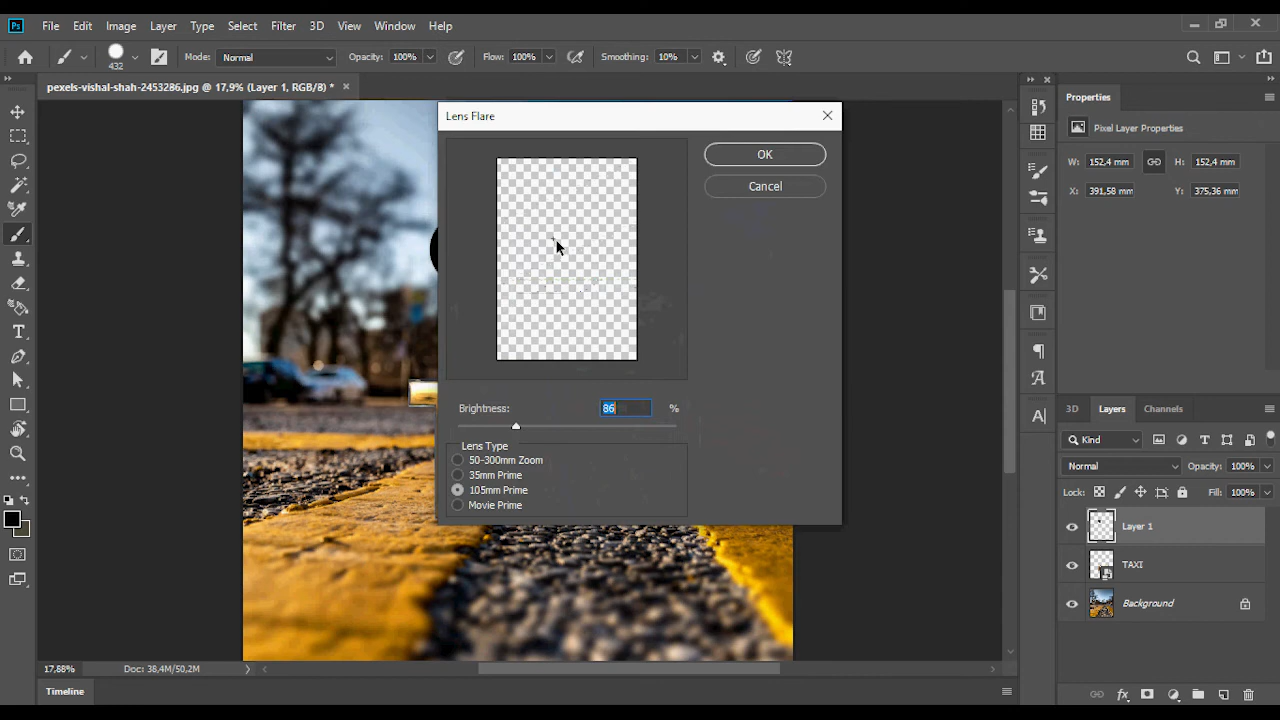 Ps File Edit Image Layer Type Select Filter 3D View Window Help
432 Mode: Normal Opacity: 100% Flow: 100% Smoothing: 10%
pexels-vishal-shah-2453286.jpg @ 17,9% (Layer 1, RGB/8) *
Lens Flare
OK
Cancel
Brightness: 86 %
Lens Type
50-300mm Zoom
35mm Prime
105mm Prime
Movie Prime
Properties
Pixel Layer Properties
W: 152,4 mm H: 152,4 mm
X: 391,58 mm Y: 375,36 mm
3D Layers Channels
Kind
Normal Opacity: 100%
Lock: Fill: 100%
Layer 1
TAXI
Background
17,88% Doc: 38,4M/50,2M
Timeline